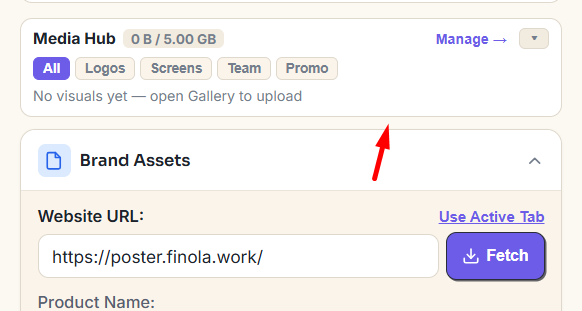 Media Hub 0 B / 5.00 GB Manage →
All Logos Screens Team Promo
No visuals yet — open Gallery to upload
Brand Assets
Website URL: Use Active Tab
https://poster.finola.work/ Fetch
Product Name: